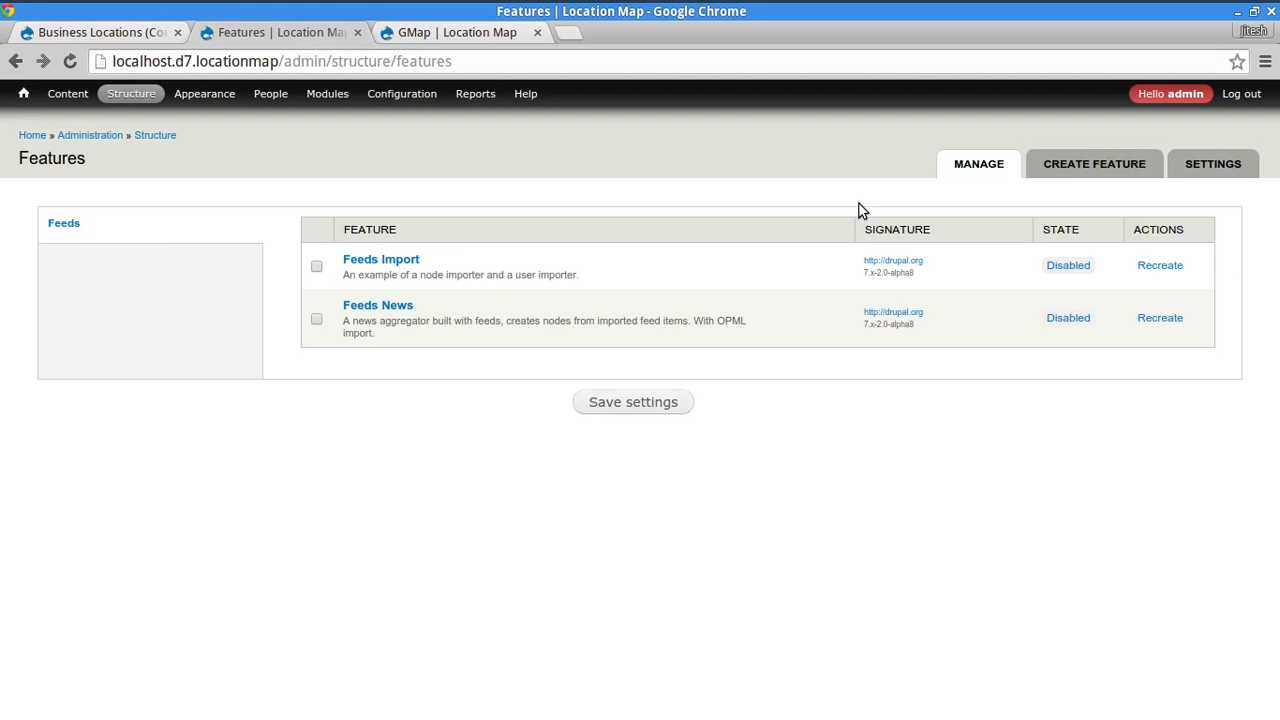 Features | Location Map - Google Chrome
Business Locations (Co
Features | Location Ma
GMap | Location Map
jitesh
localhost.d7.locationmap/admin/structure/features
Content Structure Appearance People Modules Configuration Reports Help
Hello admin Log out
Home » Administration » Structure
Features
MANAGE CREATE FEATURE SETTINGS
Feeds
FEATURE SIGNATURE STATE ACTIONS
Feeds Import
An example of a node importer and a user importer.
http://drupal.org
7.x-2.0-alpha8
Disabled
Recreate
Feeds News
A news aggregator built with feeds, creates nodes from imported feed items. With OPML
import.
http://drupal.org
7.x-2.0-alpha8
Disabled
Recreate
Save settings